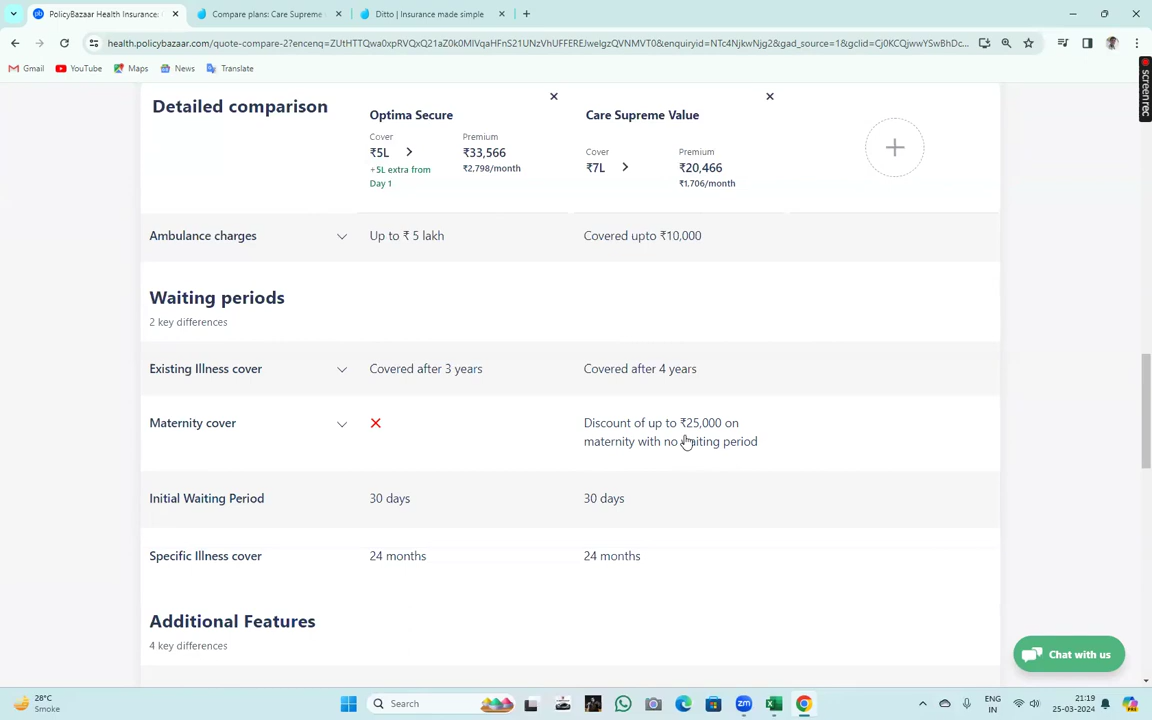 PolicyBazaar Health Insurance:
Compare plans: Care Supreme
Ditto | Insurance made simple
health.policybazaar.com/quote-compare-2?encenq=ZUtHTTQwa0xpRVQxQ21aZ0k0MlVqaHFnS21UNzVhUFFEREJwelgzQVNMVT0&enquiryid=NTc4NjkwNjg2&gad_source=1&gclid=Cj0KCQjwwYSwBhDc...
Gmail
YouTube
Maps
News
Translate
screenrec
Detailed comparison
Optima Secure
Cover
Premium
₹5L
₹33,566
+5L extra from
Day 1
₹2,798/month
Care Supreme Value
Cover
Premium
₹7L
₹20,466
₹1,706/month
Ambulance charges
Up to ₹ 5 lakh
Covered upto ₹10,000
Waiting periods
2 key differences
Existing Illness cover
Covered after 3 years
Covered after 4 years
Maternity cover
Discount of up to ₹25,000 on
maternity with no waiting period
Initial Waiting Period
30 days
30 days
Specific Illness cover
24 months
24 months
Additional Features
4 key differences
Chat with us
28°C
Smoke
Search
ENG
IN
21:19
25-03-2024